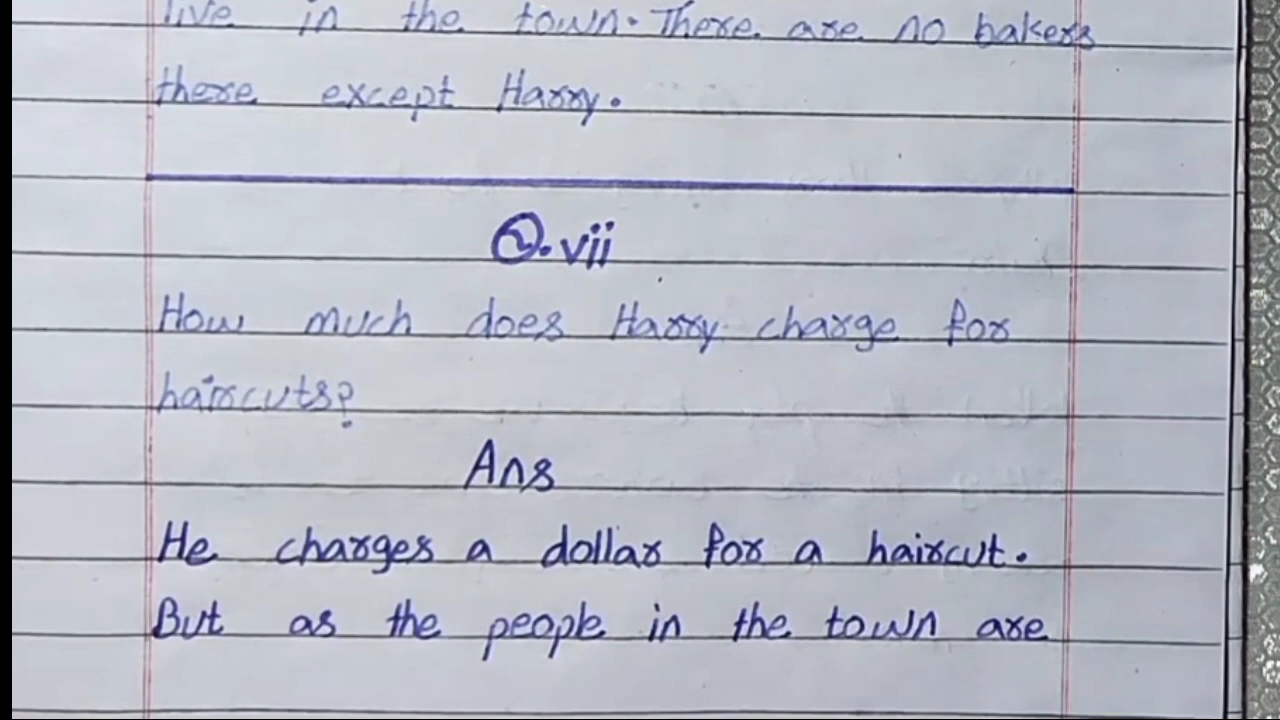 live in the town. There are no bakers
there except Harry.
Q.vii
How much does Harry charge for
haircuts?
Ans
He charges a dollar for a haircut.
But as the people in the town are